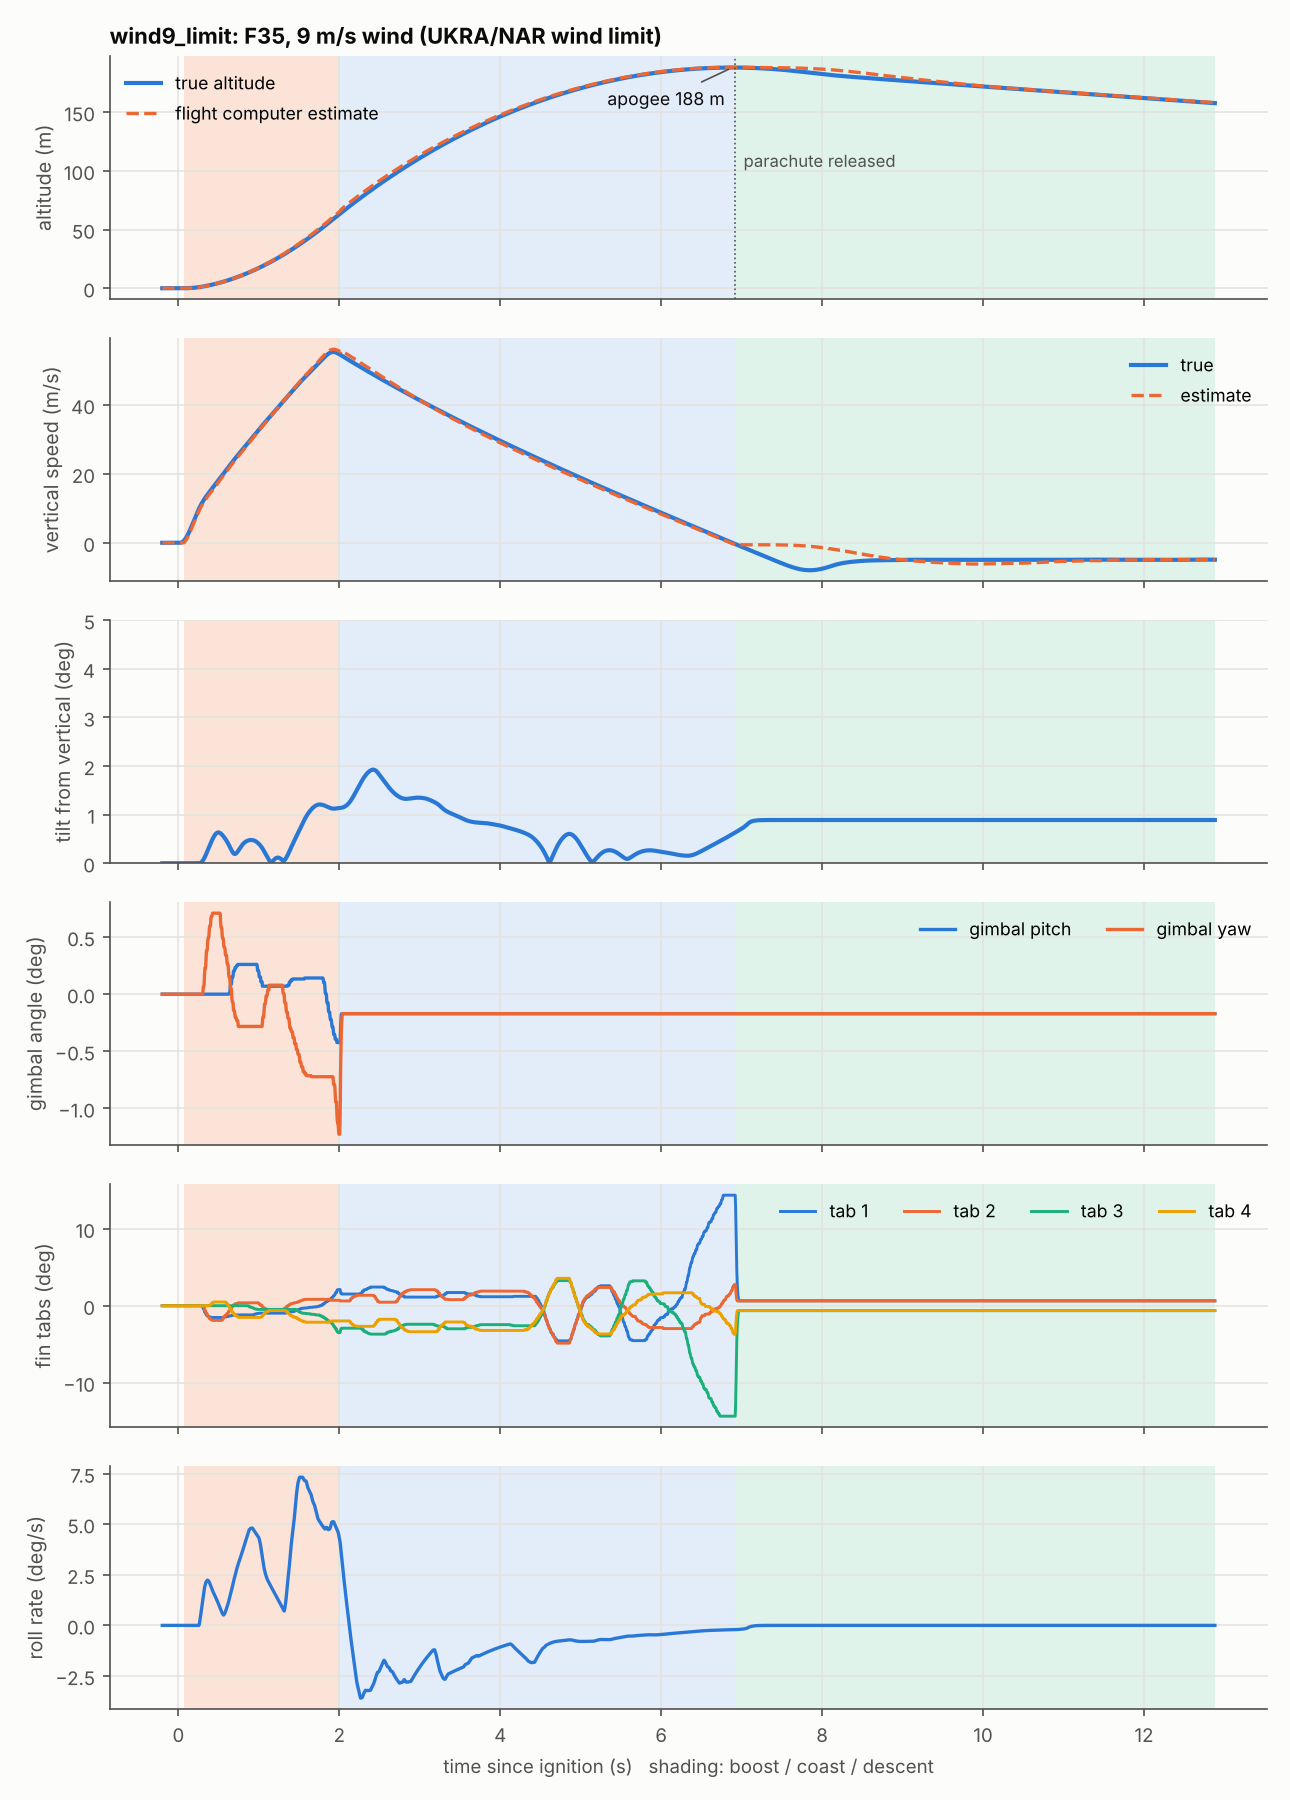 wind9_limit: F35, 9 m/s wind (UKRA/NAR wind limit)
true altitude
flight computer estimate
apogee 188 m
parachute released
altitude (m)
150
100
50
0
true
estimate
vertical speed (m/s)
40
20
0
tilt from vertical (deg)
5
4
3
2
1
0
gimbal pitch gimbal yaw
gimbal angle (deg)
0.5
0.0
−0.5
−1.0
tab 1 tab 2 tab 3 tab 4
fin tabs (deg)
10
0
−10
roll rate (deg/s)
7.5
5.0
2.5
0.0
−2.5
0 2 4 6 8 10 12
time since ignition (s) shading: boost / coast / descent